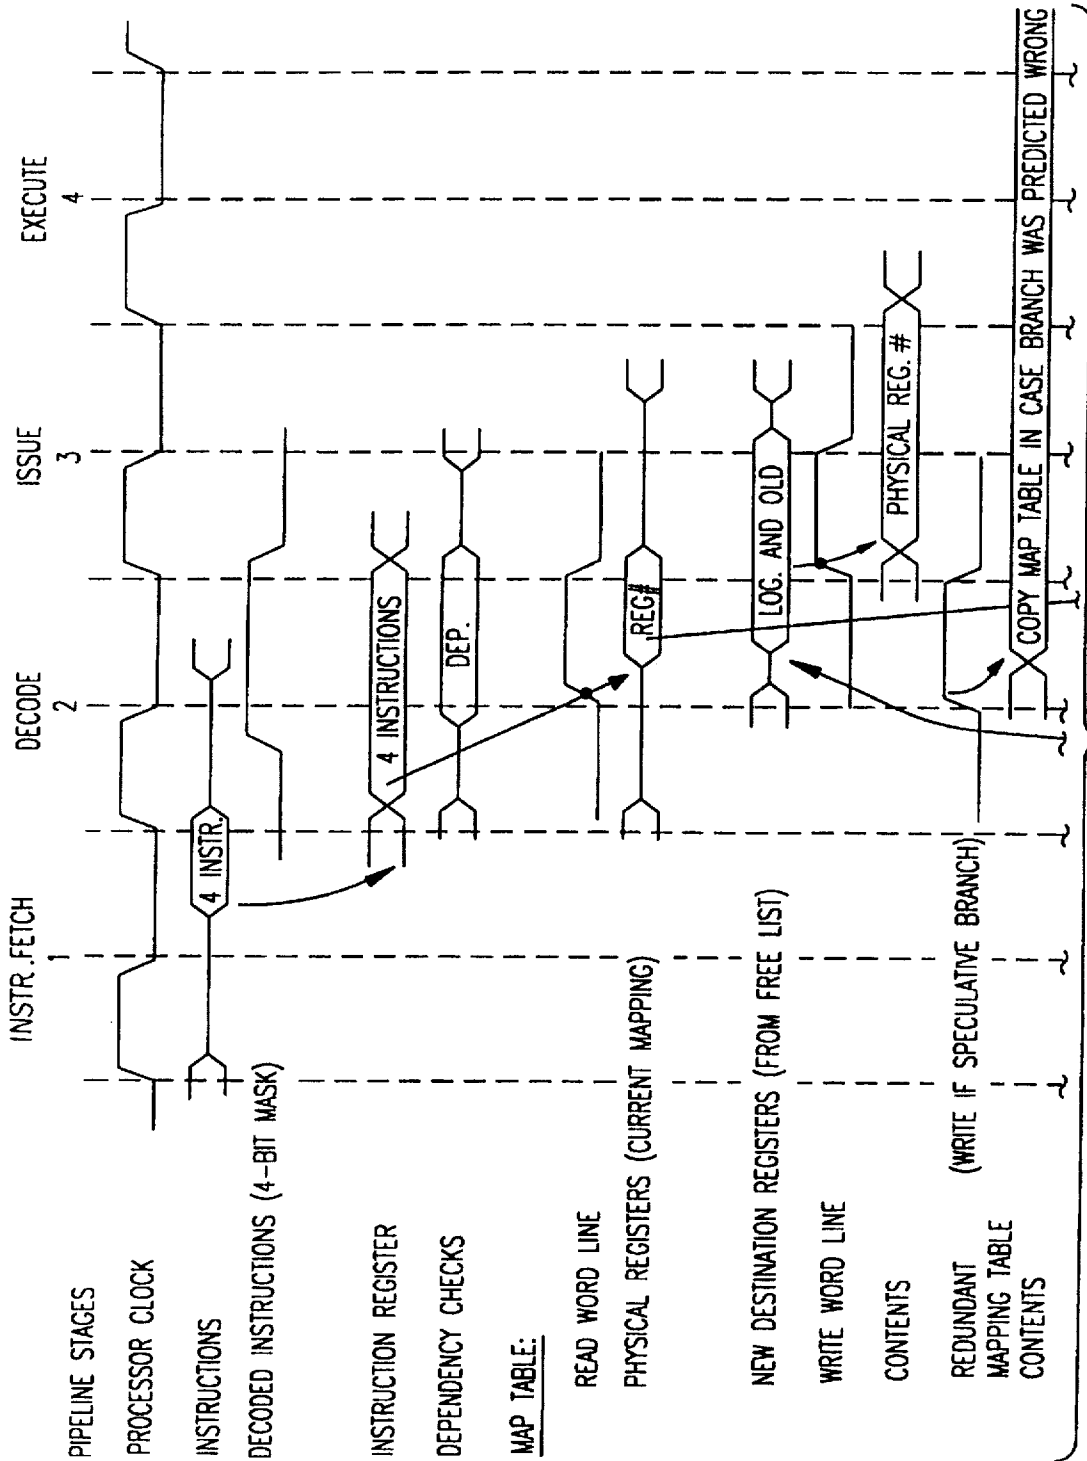 PIPELINE STAGES
INSTR. FETCH
DECODE
ISSUE
EXECUTE
1
2
3
4
PROCESSOR CLOCK
INSTRUCTIONS
4 INSTR.
DECODED INSTRUCTIONS (4-BIT MASK)
INSTRUCTION REGISTER
4 INSTRUCTIONS
DEPENDENCY CHECKS
DEP.
MAP TABLE:
READ WORD LINE
PHYSICAL REGISTERS (CURRENT MAPPING)
REG#
NEW DESTINATION REGISTERS (FROM FREE LIST)
LOG. AND OLD
WRITE WORD LINE
CONTENTS
PHYSICAL REG. #
REDUNDANT (WRITE IF SPECULATIVE BRANCH)
MAPPING TABLE
CONTENTS
COPY MAP TABLE IN CASE BRANCH WAS PREDICTED WRONG